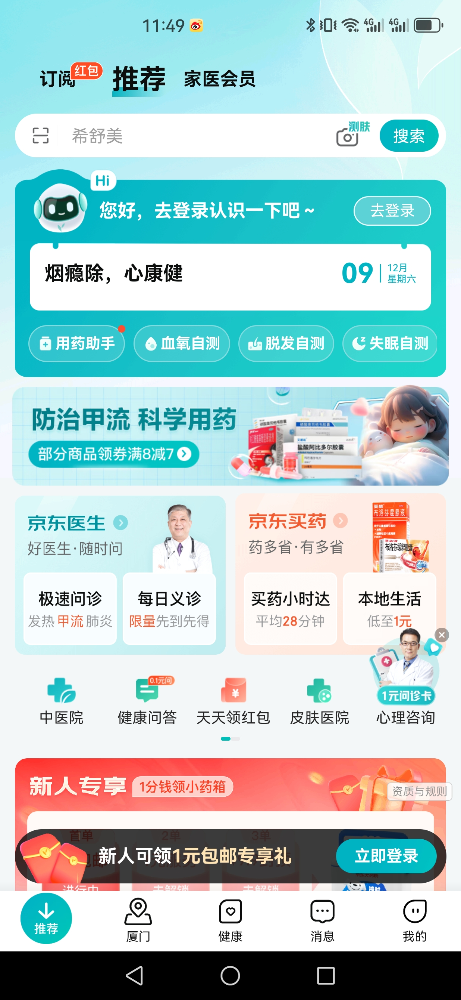 11:49
4G 4G
订阅 红包 推荐 家医会员
希舒美 测肤 搜索
Hi
您好，去登录认识一下吧 ~ 去登录
烟瘾除，心康健 09 12月
星期六
用药助手 血氧自测 脱发自测 失眠自测
防治甲流 科学用药
部分商品领券满8减7
盐酸阿比多尔胶囊
京东医生 京东买药
好医生·随时问 药多省·有多省
布洛芬混悬液
布洛芬缓释胶囊
极速问诊 每日义诊 买药小时达 本地生活
发热 甲流 肺炎 限量先到先得 平均28分钟 低至1元
0.1元问
1元问诊卡
中医院 健康问答 天天领红包 皮肤医院 心理咨询
新人专享 1分钱领小药箱
资质与规则
首单 2单 3单
新人可领1元包邮专享礼 立即登录
进行中 未解锁 未解锁
推荐 厦门 健康 消息 我的